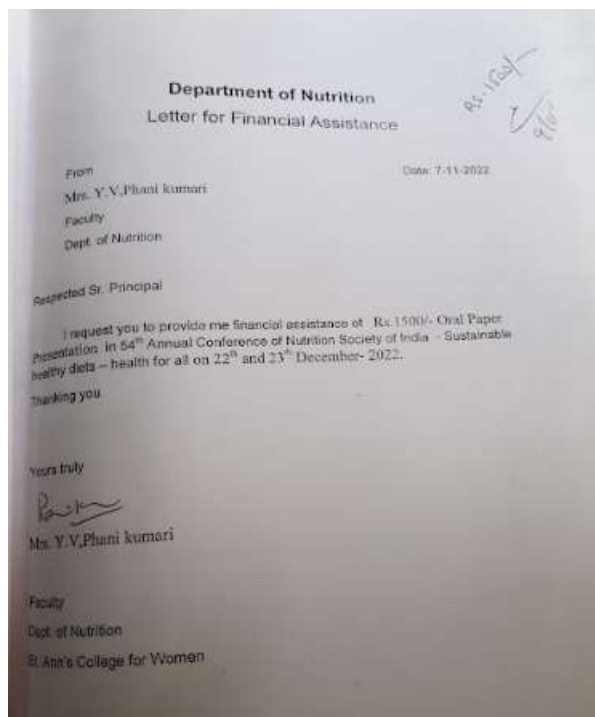 Rs. 1500/-
Department of Nutrition
Letter for Financial Assistance
From
Date: 7-11-2022
Mrs. Y.V,Phani kumari
Faculty
Dept. of Nutrition
Respected Sr. Principal
I request you to provide me financial assistance of Rs.1500/- Oral Paper
Presentation in 54th Annual Conference of Nutrition Society of India - Sustainable
healthy diets – health for all on 22th and 23th December- 2022.
Thanking you
Yours truly
Mrs. Y.V,Phani kumari
Faculty
Dept. of Nutrition
St. Ann's College for Women